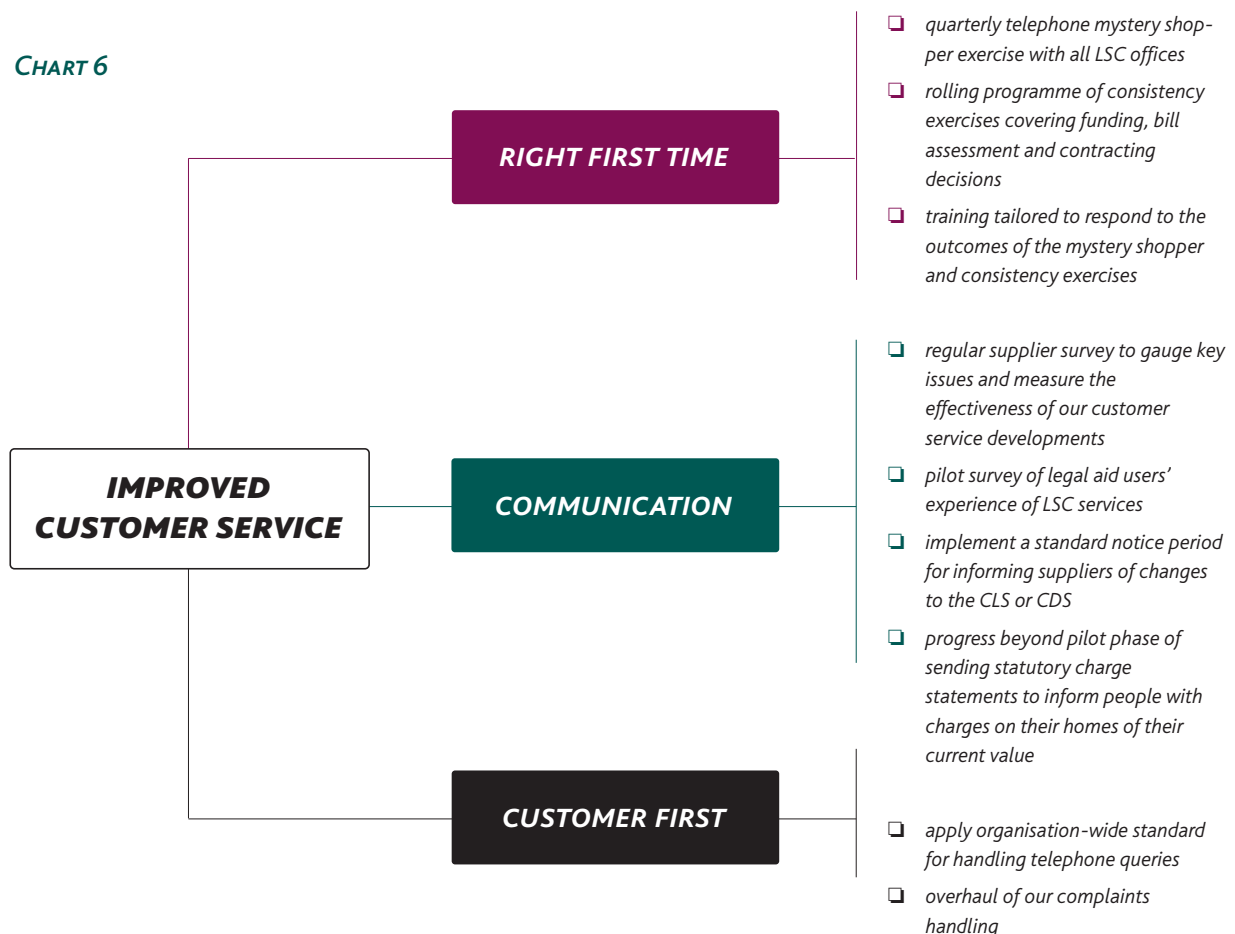 CHART 6
RIGHT FIRST TIME
❏ quarterly telephone mystery shop-
per exercise with all LSC offices
❏ rolling programme of consistency
exercises covering funding, bill
assessment and contracting
decisions
❏ training tailored to respond to the
outcomes of the mystery shopper
and consistency exercises
IMPROVED
CUSTOMER SERVICE
COMMUNICATION
❏ regular supplier survey to gauge key
issues and measure the
effectiveness of our customer
service developments
❏ pilot survey of legal aid users’
experience of LSC services
❏ implement a standard notice period
for informing suppliers of changes
to the CLS or CDS
❏ progress beyond pilot phase of
sending statutory charge
statements to inform people with
charges on their homes of their
current value
CUSTOMER FIRST
❏ apply organisation-wide standard
for handling telephone queries
❏ overhaul of our complaints
handling